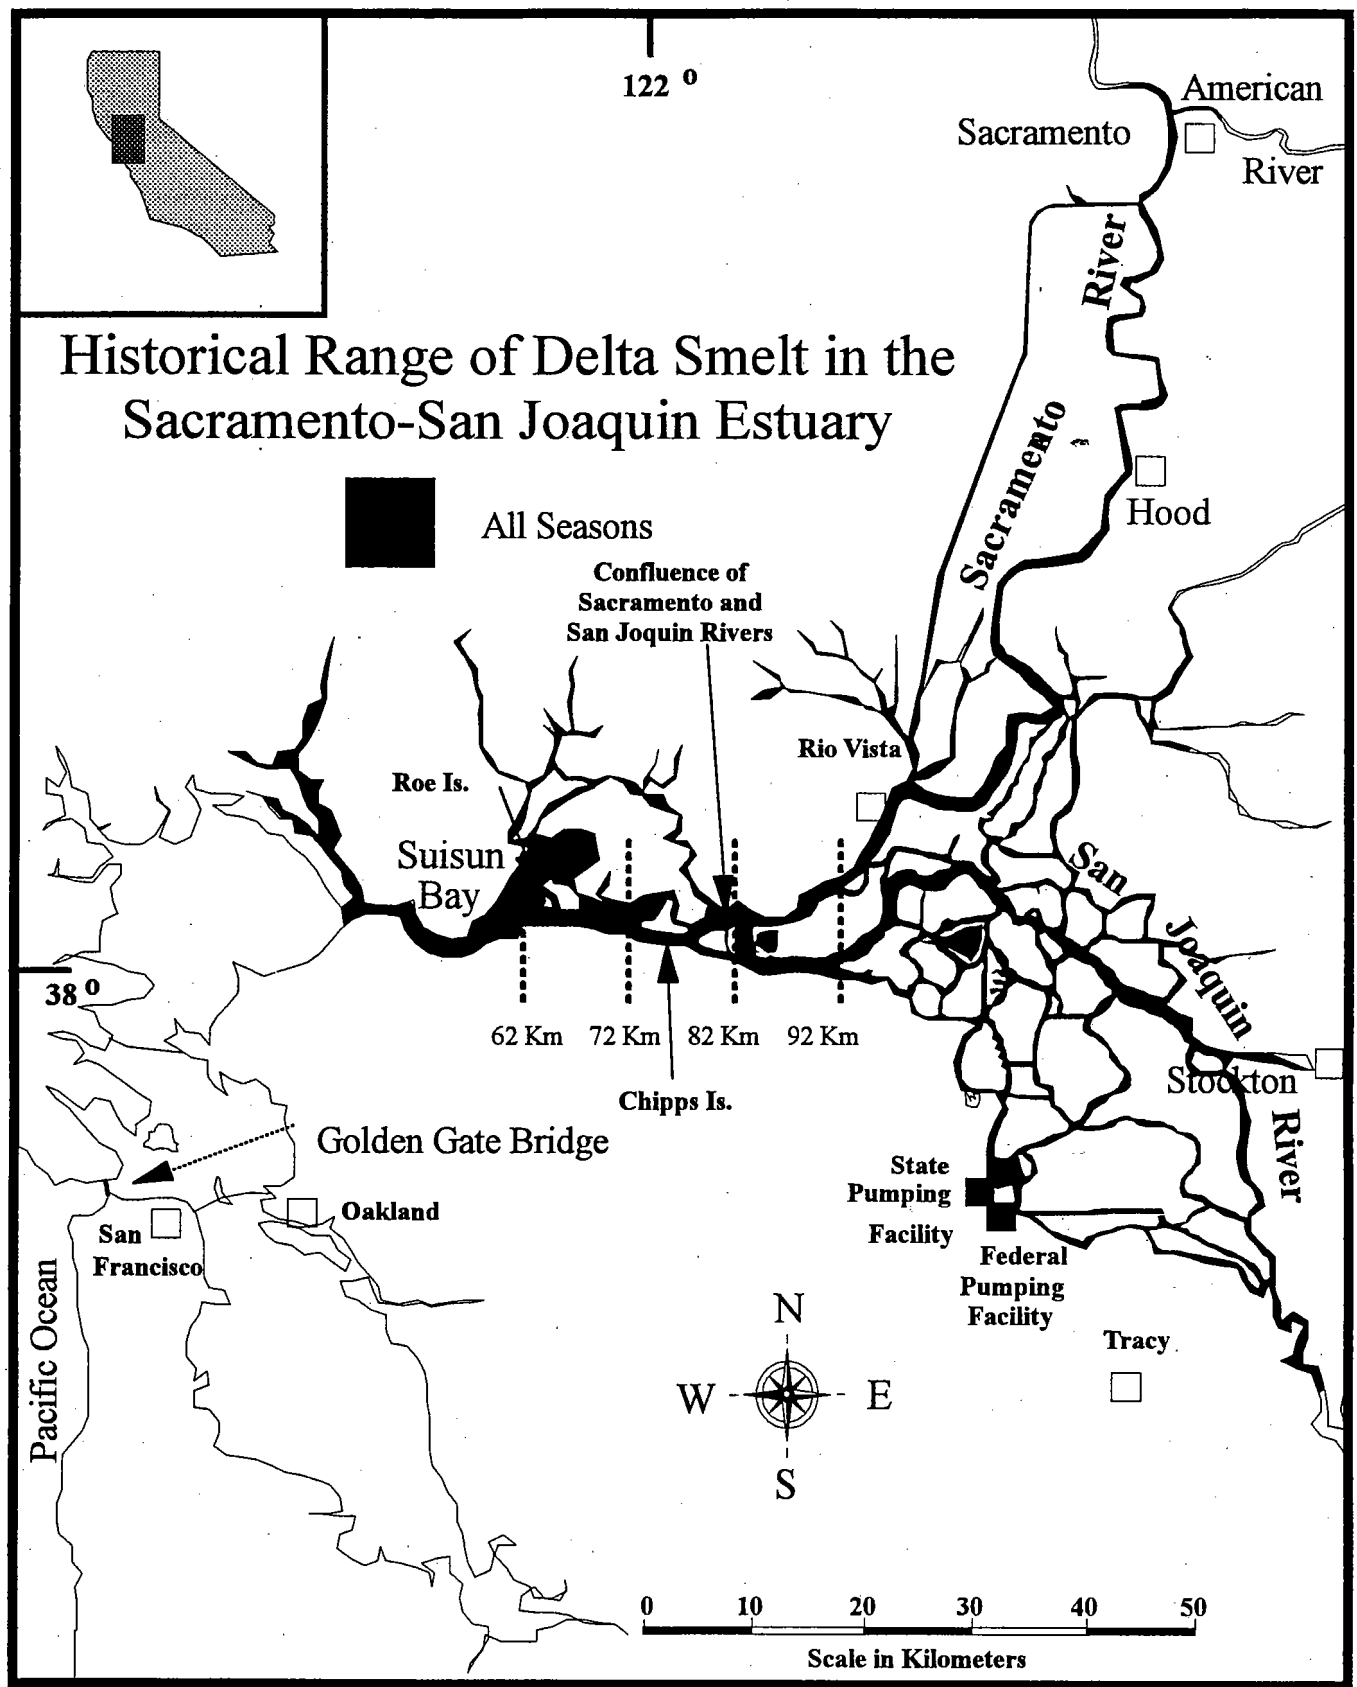 122 o
American
Sacramento
River
River
Historical Range of Delta Smelt in the
Sacramento-San Joaquin Estuary
Sacramento
Hood
All Seasons
Confluence of
Sacramento and
San Joquin Rivers
Rio Vista
Roe Is.
Suisun
Bay
San
Joaquin
38 o
62 Km
72 Km
82 Km
92 Km
Stockton
Chipps Is.
River
Golden Gate Bridge
State
Pumping
Facility
Oakland
San
Francisco
Federal
Pumping
Facility
Pacific Ocean
N
Tracy
W
E
S
0 10 20 30 40 50
Scale in Kilometers